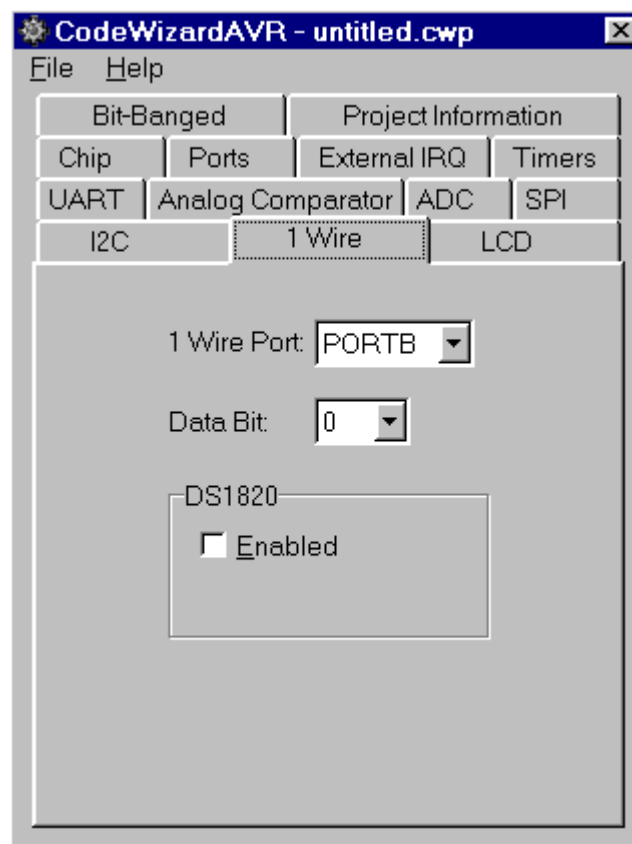 CodeWizardAVR - untitled.cwp
File Help
Bit-Banged Project Information
Chip Ports External IRQ Timers
UART Analog Comparator ADC SPI
I2C 1 Wire LCD
1 Wire Port: PORTB
Data Bit: 0
DS1820
Enabled